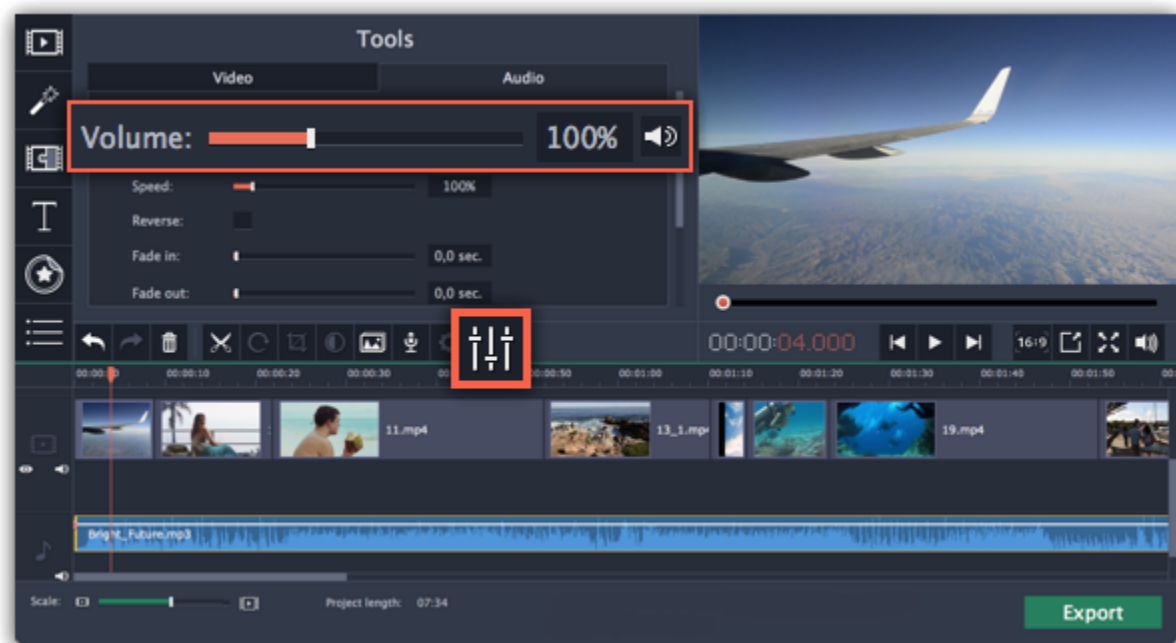 Tools
Video Audio
Volume: 100%
Speed: 100%
Reverse:
Fade in: 0,0 sec.
Fade out: 0,0 sec.
T
00:00:04.000 16:9
00:00:10 00:00:20 00:00:30 00:00:50 00:01:00 00:01:10 00:01:20 00:01:30 00:01:40 00:01:50
11.mp4 13_1.mp4 19.mp4
Bright_Future.mp3
Scale: Project length: 07:34
Export